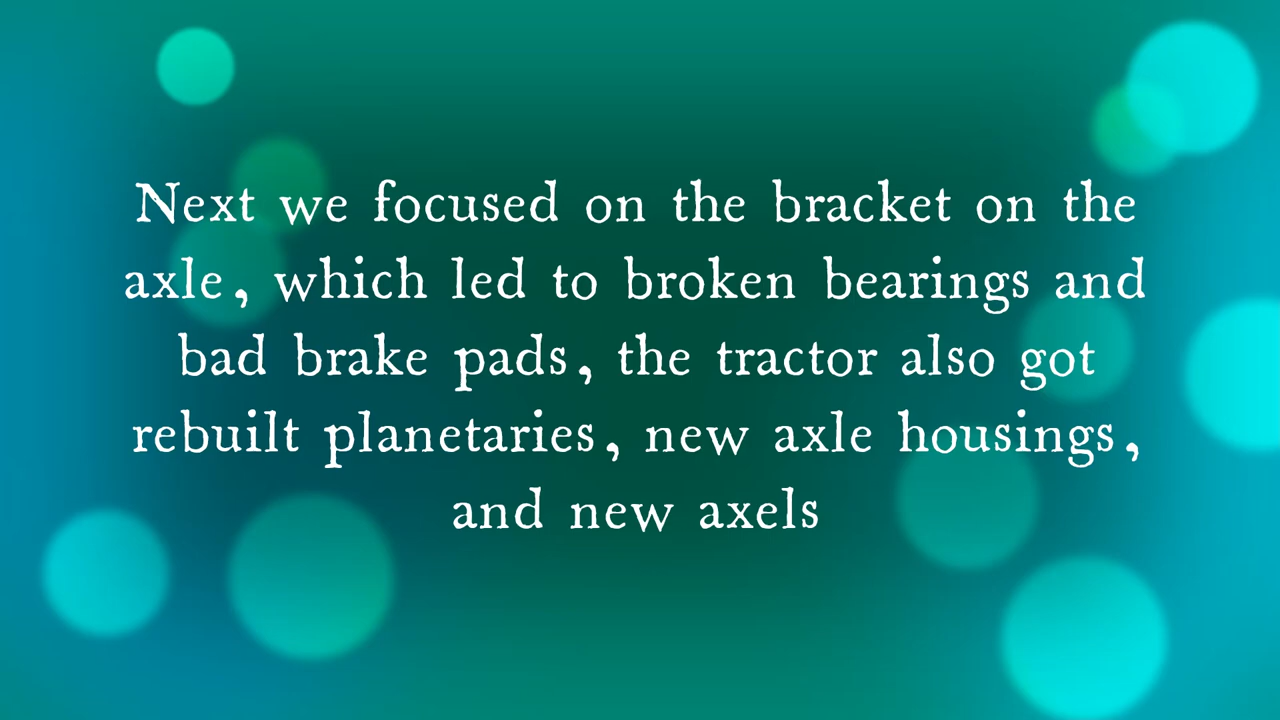 Next we focused on the bracket on the
axle, which led to broken bearings and
bad brake pads, the tractor also got
rebuilt planetaries, new axle housings,
and new axels